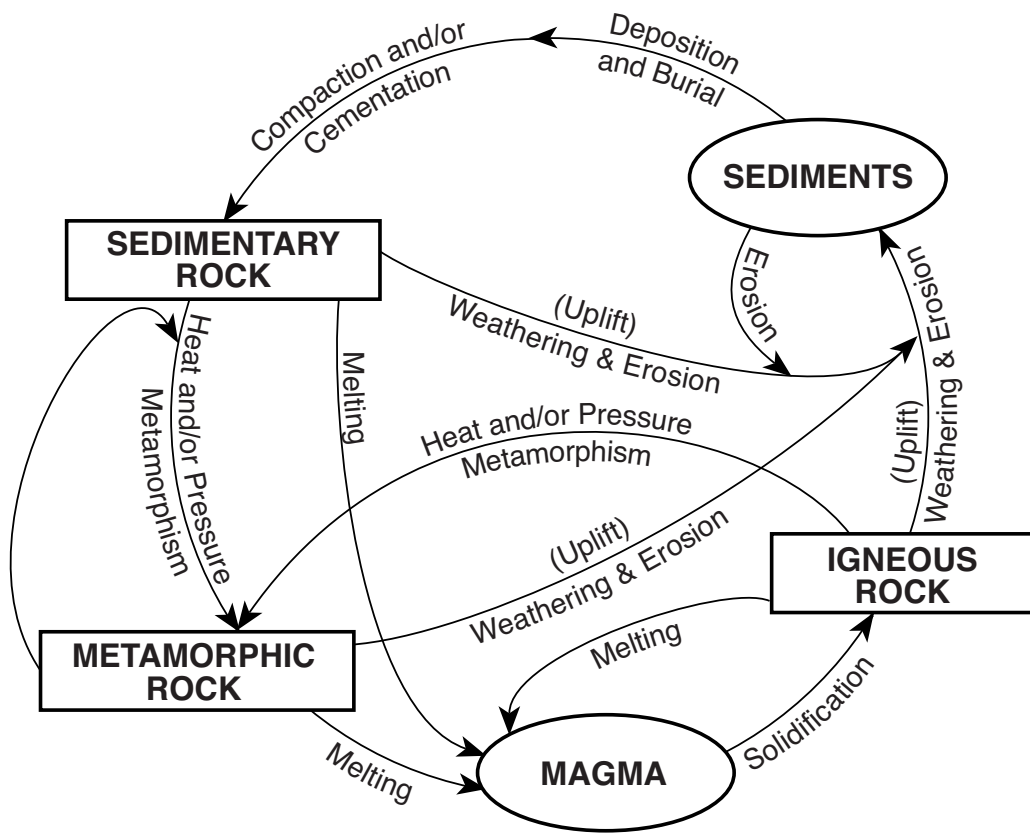 Deposition
and Burial
Compaction and/or
Cementation
SEDIMENTS
SEDIMENTARY
ROCK
Erosion
(Uplift)
Weathering & Erosion
(Uplift)
Weathering & Erosion
Heat and/or Pressure
Metamorphism
Melting
Heat and/or Pressure
Metamorphism
(Uplift)
Weathering & Erosion
IGNEOUS
ROCK
METAMORPHIC
ROCK
Melting
Melting
Solidification
MAGMA